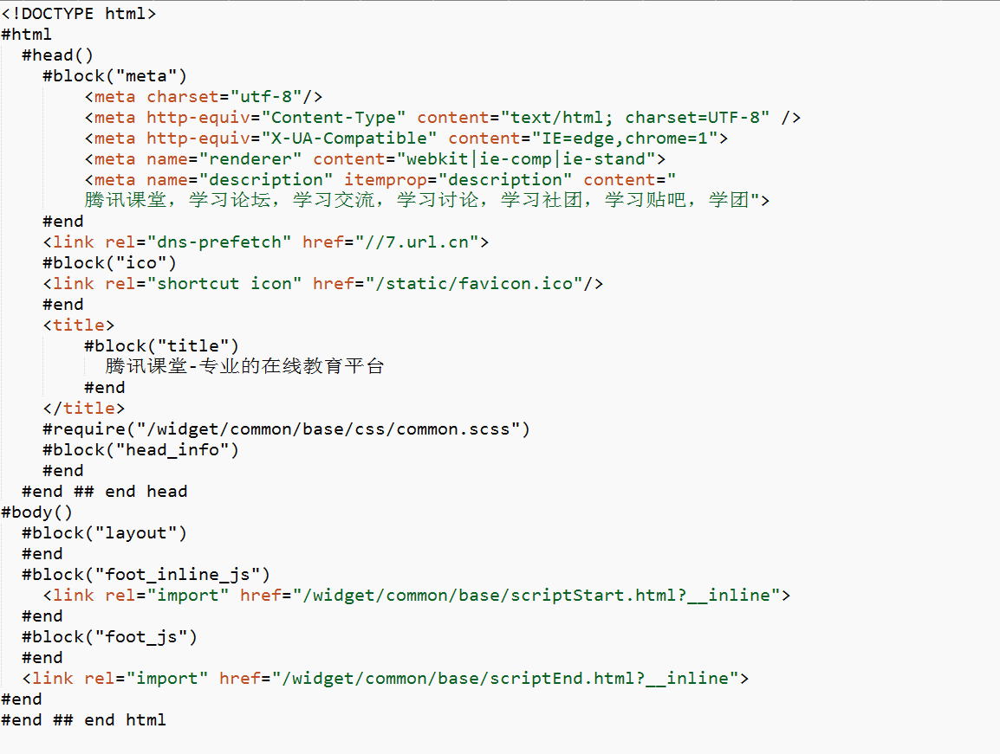 <!DOCTYPE html>
#html
  #head()
    #block("meta")
        <meta charset="utf-8"/>
        <meta http-equiv="Content-Type" content="text/html; charset=UTF-8" />
        <meta http-equiv="X-UA-Compatible" content="IE=edge,chrome=1">
        <meta name="renderer" content="webkit|ie-comp|ie-stand">
        <meta name="description" itemprop="description" content="
        腾讯课堂，学习论坛，学习交流，学习讨论，学习社团，学习贴吧，学团">
    #end
    <link rel="dns-prefetch" href="//7.url.cn">
    #block("ico")
    <link rel="shortcut icon" href="/static/favicon.ico"/>
    #end
    <title>
        #block("title")
          腾讯课堂-专业的在线教育平台
        #end
    </title>
    #require("/widget/common/base/css/common.scss")
    #block("head_info")
    #end
  #end ## end head
#body()
  #block("layout")
  #end
  #block("foot_inline_js")
    <link rel="import" href="/widget/common/base/scriptStart.html?__inline">
  #end
  #block("foot_js")
  #end
  <link rel="import" href="/widget/common/base/scriptEnd.html?__inline">
#end
#end ## end html